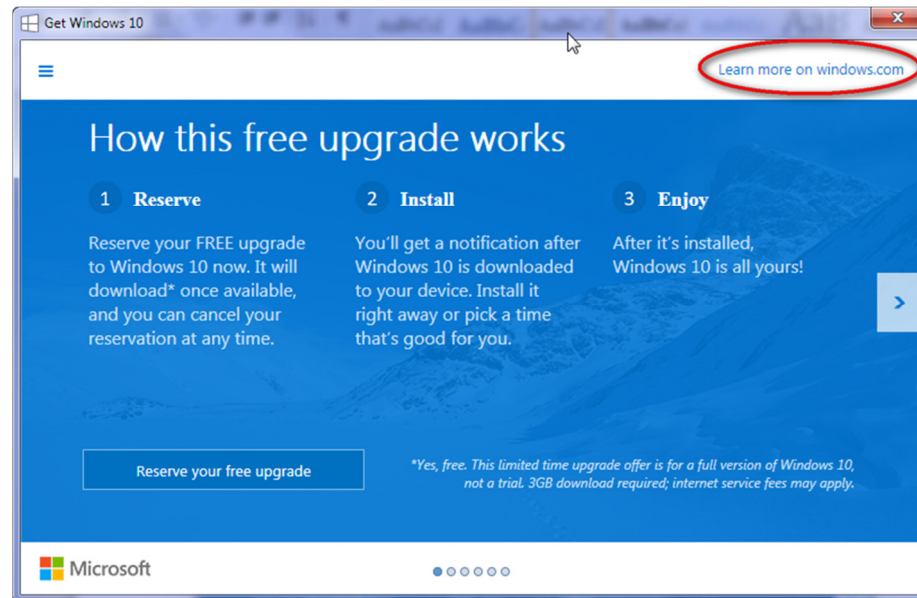 Get Windows 10
Learn more on windows.com
How this free upgrade works
1 Reserve
Reserve your FREE upgrade
to Windows 10 now. It will
download* once available,
and you can cancel your
reservation at any time.
2 Install
You'll get a notification after
Windows 10 is downloaded
to your device. Install it
right away or pick a time
that's good for you.
3 Enjoy
After it's installed,
Windows 10 is all yours!
Reserve your free upgrade
*Yes, free. This limited time upgrade offer is for a full version of Windows 10,
not a trial. 3GB download required; internet service fees may apply.
Microsoft